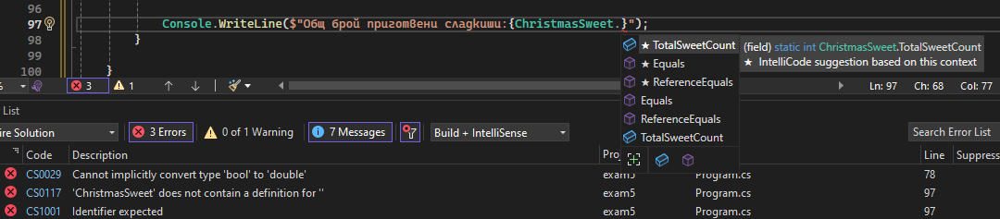 96
97 Console.WriteLine($"Общ брой приготвени сладкиши:{ChristmasSweet.}");
98 }
99
100 }
TotalSweetCount
★ Equals
★ ReferenceEquals
Equals
ReferenceEquals
TotalSweetCount
(field) static int ChristmasSweet.TotalSweetCount
★ IntelliCode suggestion based on this context
% 3 1 Ln: 97 Ch: 68 Col: 77
List
ire Solution 3 Errors 0 of 1 Warning 7 Messages Build + IntelliSense Search Error List
Code Description Proj Line Suppress
CS0029 Cannot implicitly convert type 'bool' to 'double' exam5 Program.cs 78
CS0117 'ChristmasSweet' does not contain a definition for '' exam5 Program.cs 97
CS1001 Identifier expected exam5 Program.cs 97